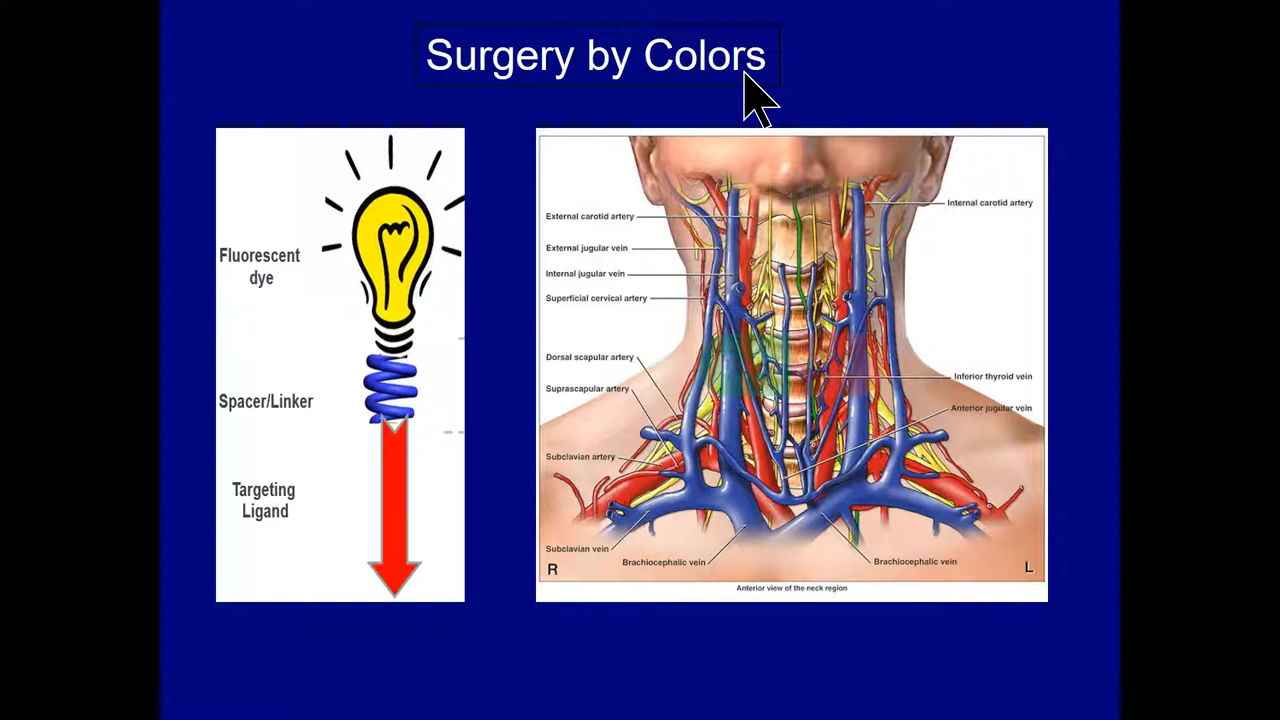 Surgery by Colors
Fluorescent
dye
Spacer/Linker
Targeting
Ligand
External carotid artery
External jugular vein
Internal jugular vein
Superficial cervical artery
Dorsal scapular artery
Suprascapular artery
Subclavian artery
Subclavian vein
Brachiocephalic vein
Internal carotid artery
Inferior thyroid vein
Anterior jugular vein
Brachiocephalic vein
R
L
Anterior view of the neck region